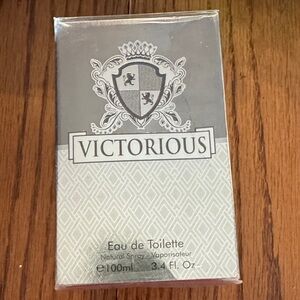 VICTORIOUS
Eau de Toilette
Natural Spray - Vaporisateur
℮100ml 3.4 Fl. Oz